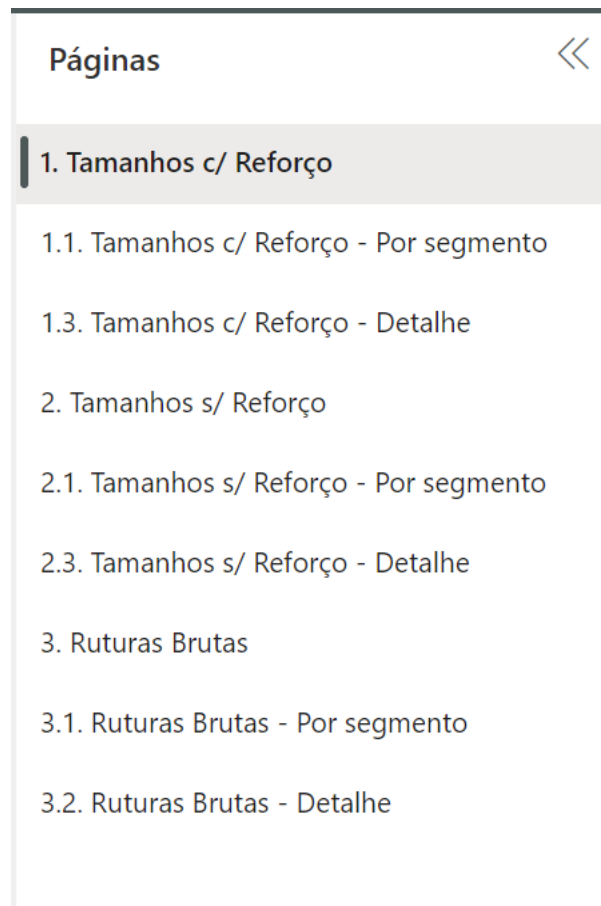 Páginas
1. Tamanhos c/ Reforço
1.1. Tamanhos c/ Reforço - Por segmento
1.3. Tamanhos c/ Reforço - Detalhe
2. Tamanhos s/ Reforço
2.1. Tamanhos s/ Reforço - Por segmento
2.3. Tamanhos s/ Reforço - Detalhe
3. Ruturas Brutas
3.1. Ruturas Brutas - Por segmento
3.2. Ruturas Brutas - Detalhe